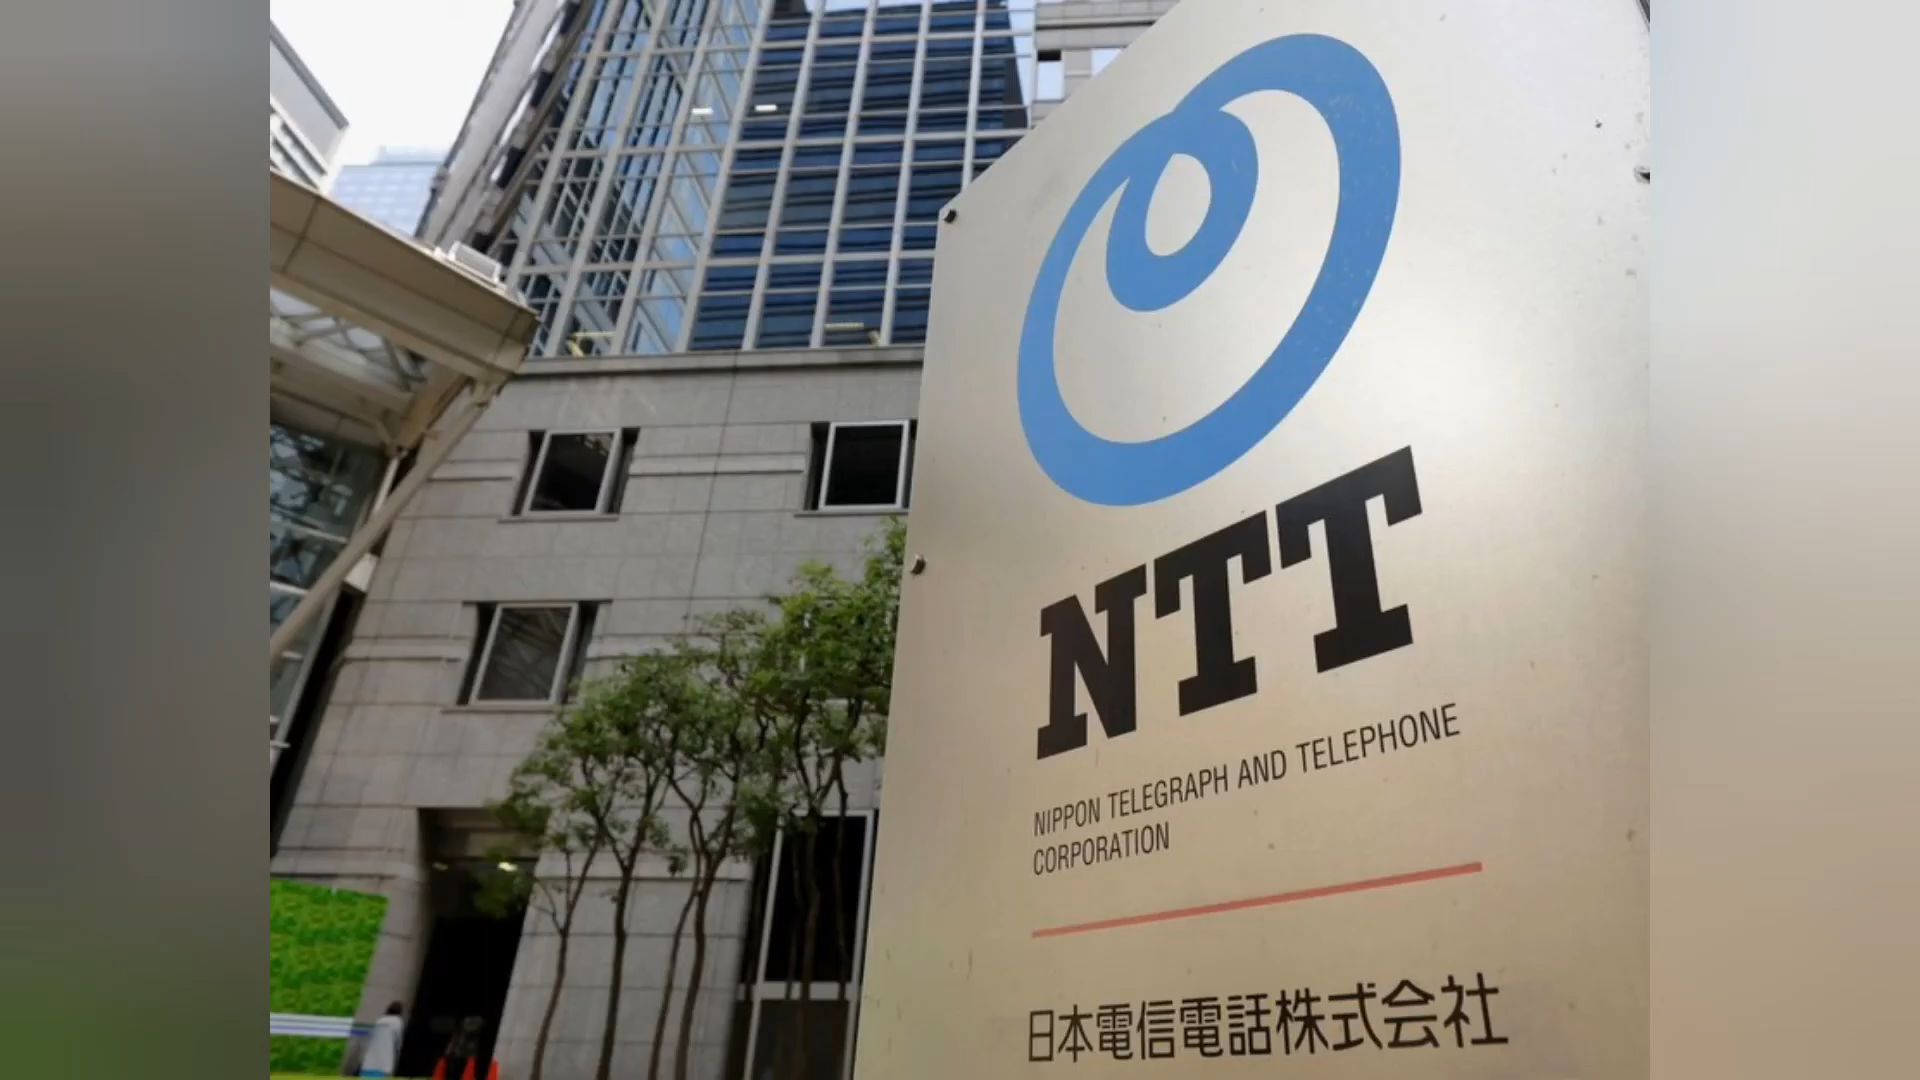 NTT
NIPPON TELEGRAPH AND TELEPHONE
CORPORATION
日本電信電話株式会社